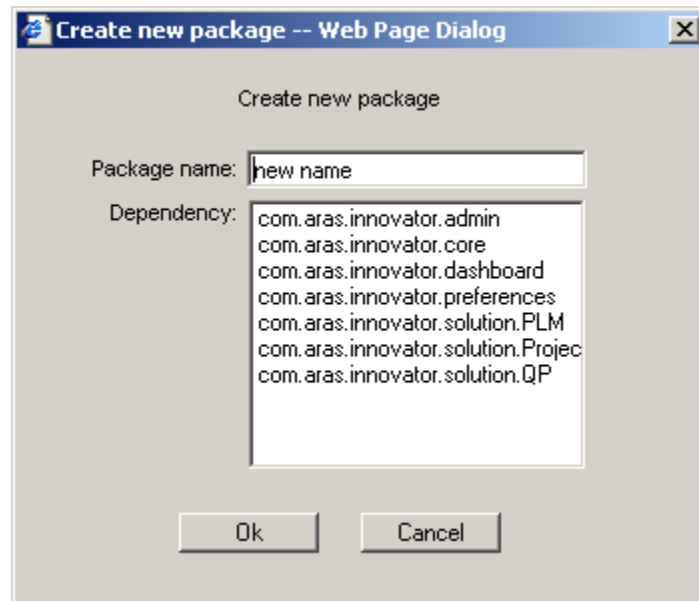 Create new package -- Web Page Dialog
Create new package
Package name: new name
Dependency:
com.aras.innovator.admin
com.aras.innovator.core
com.aras.innovator.dashboard
com.aras.innovator.preferences
com.aras.innovator.solution.PLM
com.aras.innovator.solution.Projec
com.aras.innovator.solution.QP
Ok Cancel